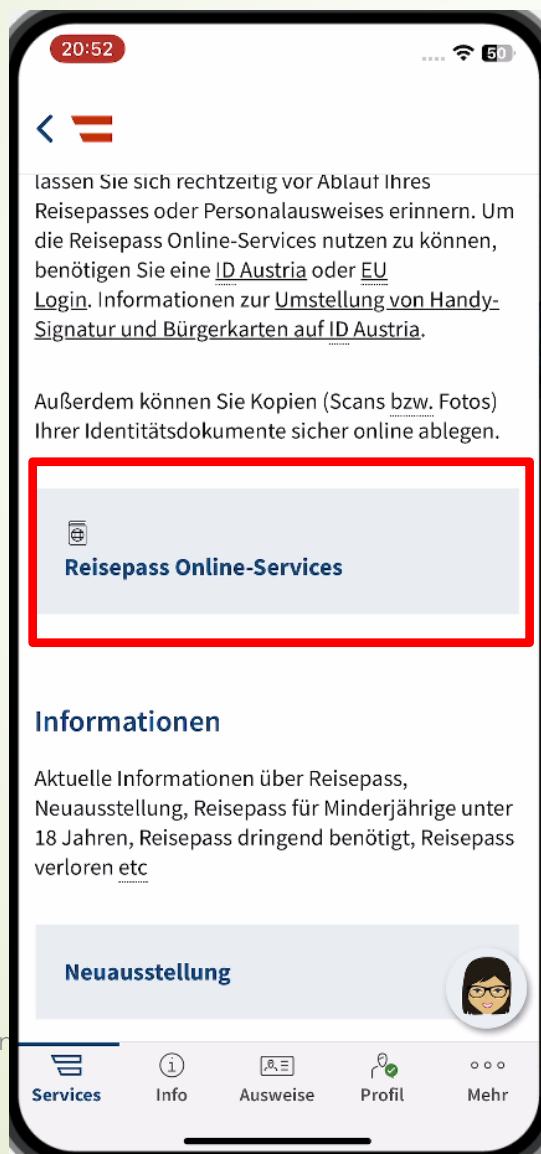 20:52
50
lassen Sie sich rechtzeitig vor Ablauf Ihres
Reisepasses oder Personalausweises erinnern. Um
die Reisepass Online-Services nutzen zu können,
benötigen Sie eine ID Austria oder EU
Login. Informationen zur Umstellung von Handy-
Signatur und Bürgerkarten auf ID Austria.
Außerdem können Sie Kopien (Scans bzw. Fotos)
Ihrer Identitätsdokumente sicher online ablegen.
Reisepass Online-Services
Informationen
Aktuelle Informationen über Reisepass,
Neuausstellung, Reisepass für Minderjährige unter
18 Jahren, Reisepass dringend benötigt, Reisepass
verloren etc
Neuausstellung
Services Info Ausweise Profil Mehr